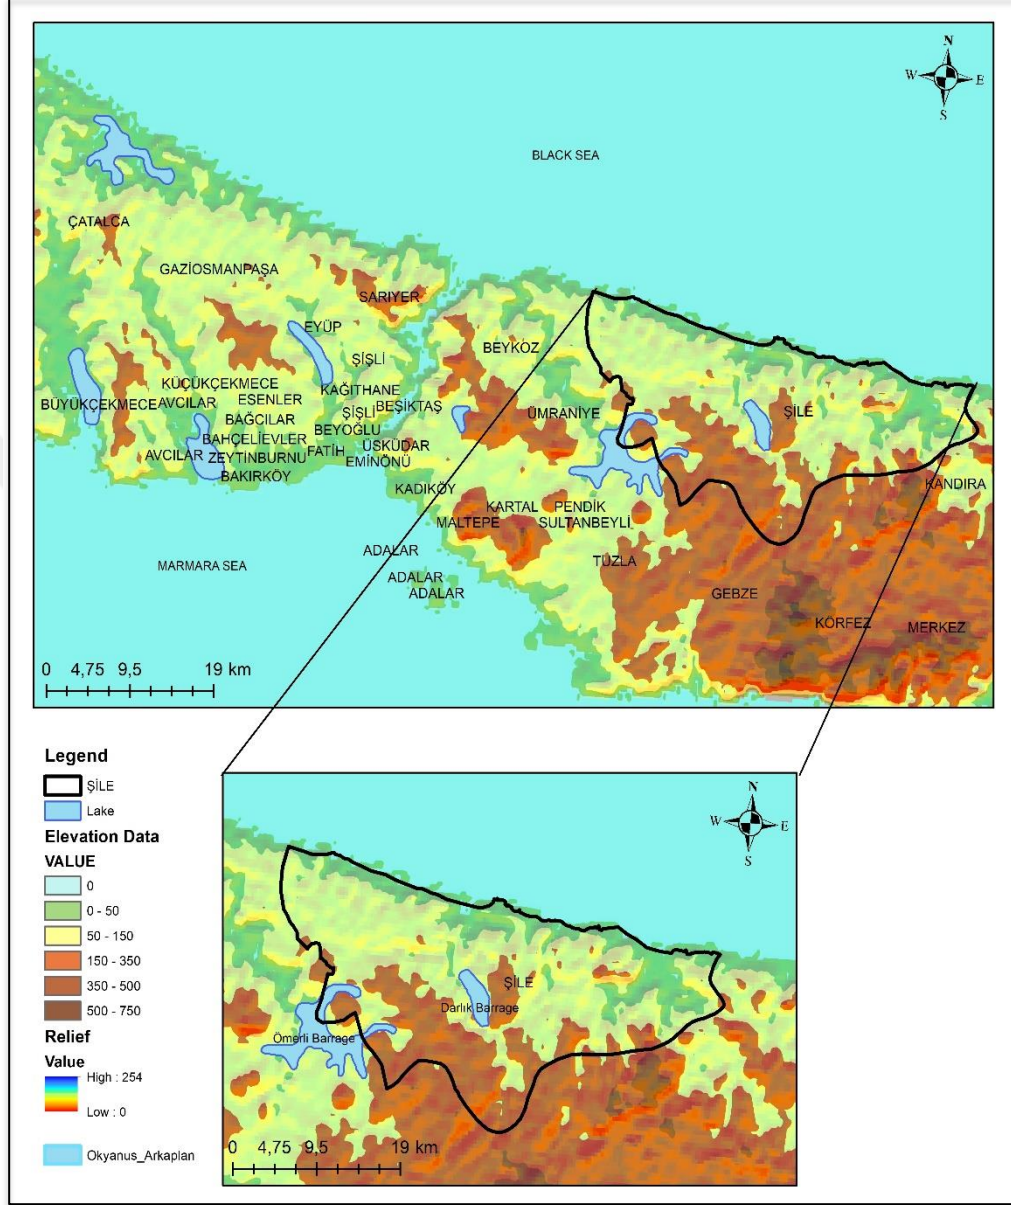 N
W E
S
BLACK SEA
ÇATALCA
GAZİOSMANPAŞA
SARIYER
EYÜP
BEYKOZ
ŞİŞLİ
KÜÇÜKÇEKMECE
KAĞITHANE
BÜYÜKÇEKMECE
AVCILAR
ESENLER
BEŞİKTAŞ
ŞİŞLİ
ÜMRANİYE
ŞİLE
BAĞCILAR
BEYOĞLU
BAHÇELİEVLER
ÜSKÜDAR
AVCILAR
ZEYTİNBURNU
FATİH
EMİNÖNÜ
BAKIRKÖY
KADIKÖY
KANDIRA
KARTAL
PENDİK
MALTEPE
SULTANBEYLİ
ADALAR
TUZLA
MARMARA SEA
ADALAR
ADALAR
GEBZE
KÖRFEZ
MERKEZ
0 4,75 9,5 19 km
Legend
ŞİLE
Lake
Elevation Data
VALUE
0
0 - 50
50 - 150
150 - 350
350 - 500
500 - 750
Relief
Value
High : 254
Low : 0
Okyanus_Arkaplan
N
W E
S
ŞİLE
Darlık Barrage
Ömerli Barrage
0 4,75 9,5 19 km